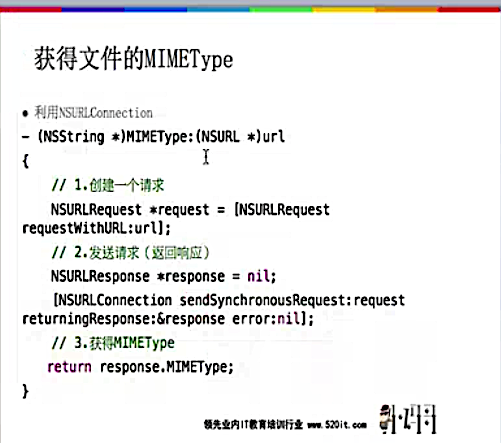 获得文件的MIMEType
● 利用NSURLConnection
- (NSString *)MIMEType:(NSURL *)url
{
// 1.创建一个请求
NSURLRequest *request = [NSURLRequest
requestWithURL:url];
// 2.发送请求（返回响应）
NSURLResponse *response = nil;
[NSURLConnection sendSynchronousRequest:request
returningResponse:&response error:nil];
// 3.获得MIMEType
return response.MIMEType;
}
领先业内IT教育培训行业 www.520it.com